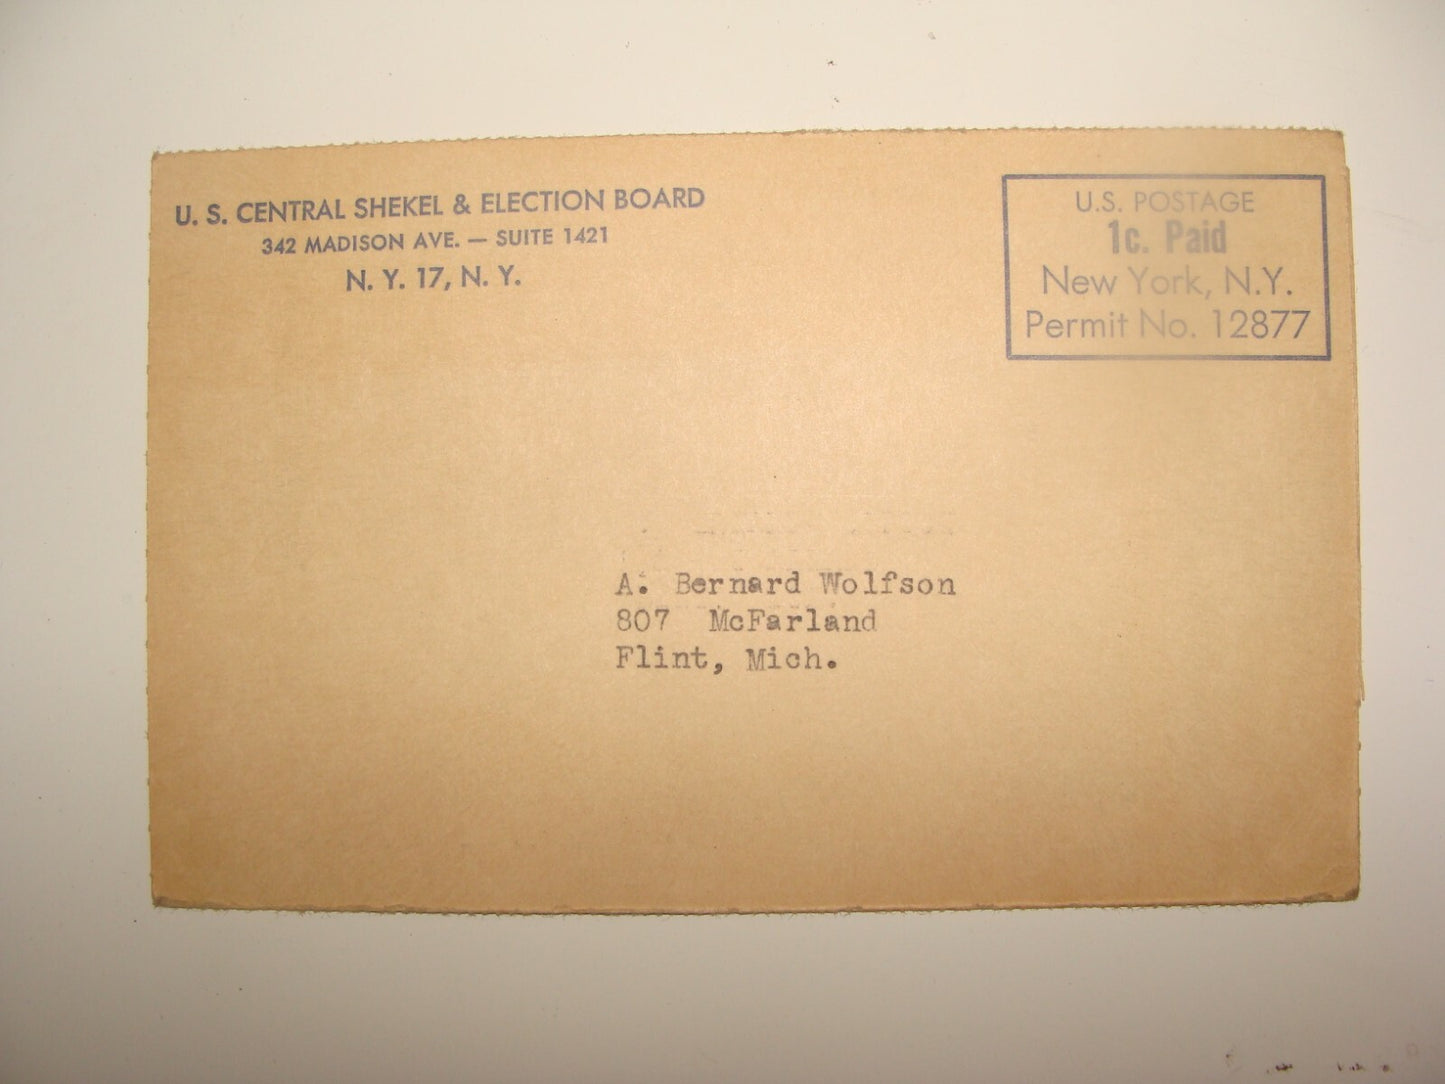 U. S. CENTRAL SHEKEL & ELECTION BOARD
342 MADISON AVE. — SUITE 1421
N. Y. 17, N. Y.
U.S. POSTAGE
1c. Paid
New York, N.Y.
Permit No. 12877
A. Bernard Wolfson
807 McFarland
Flint, Mich.